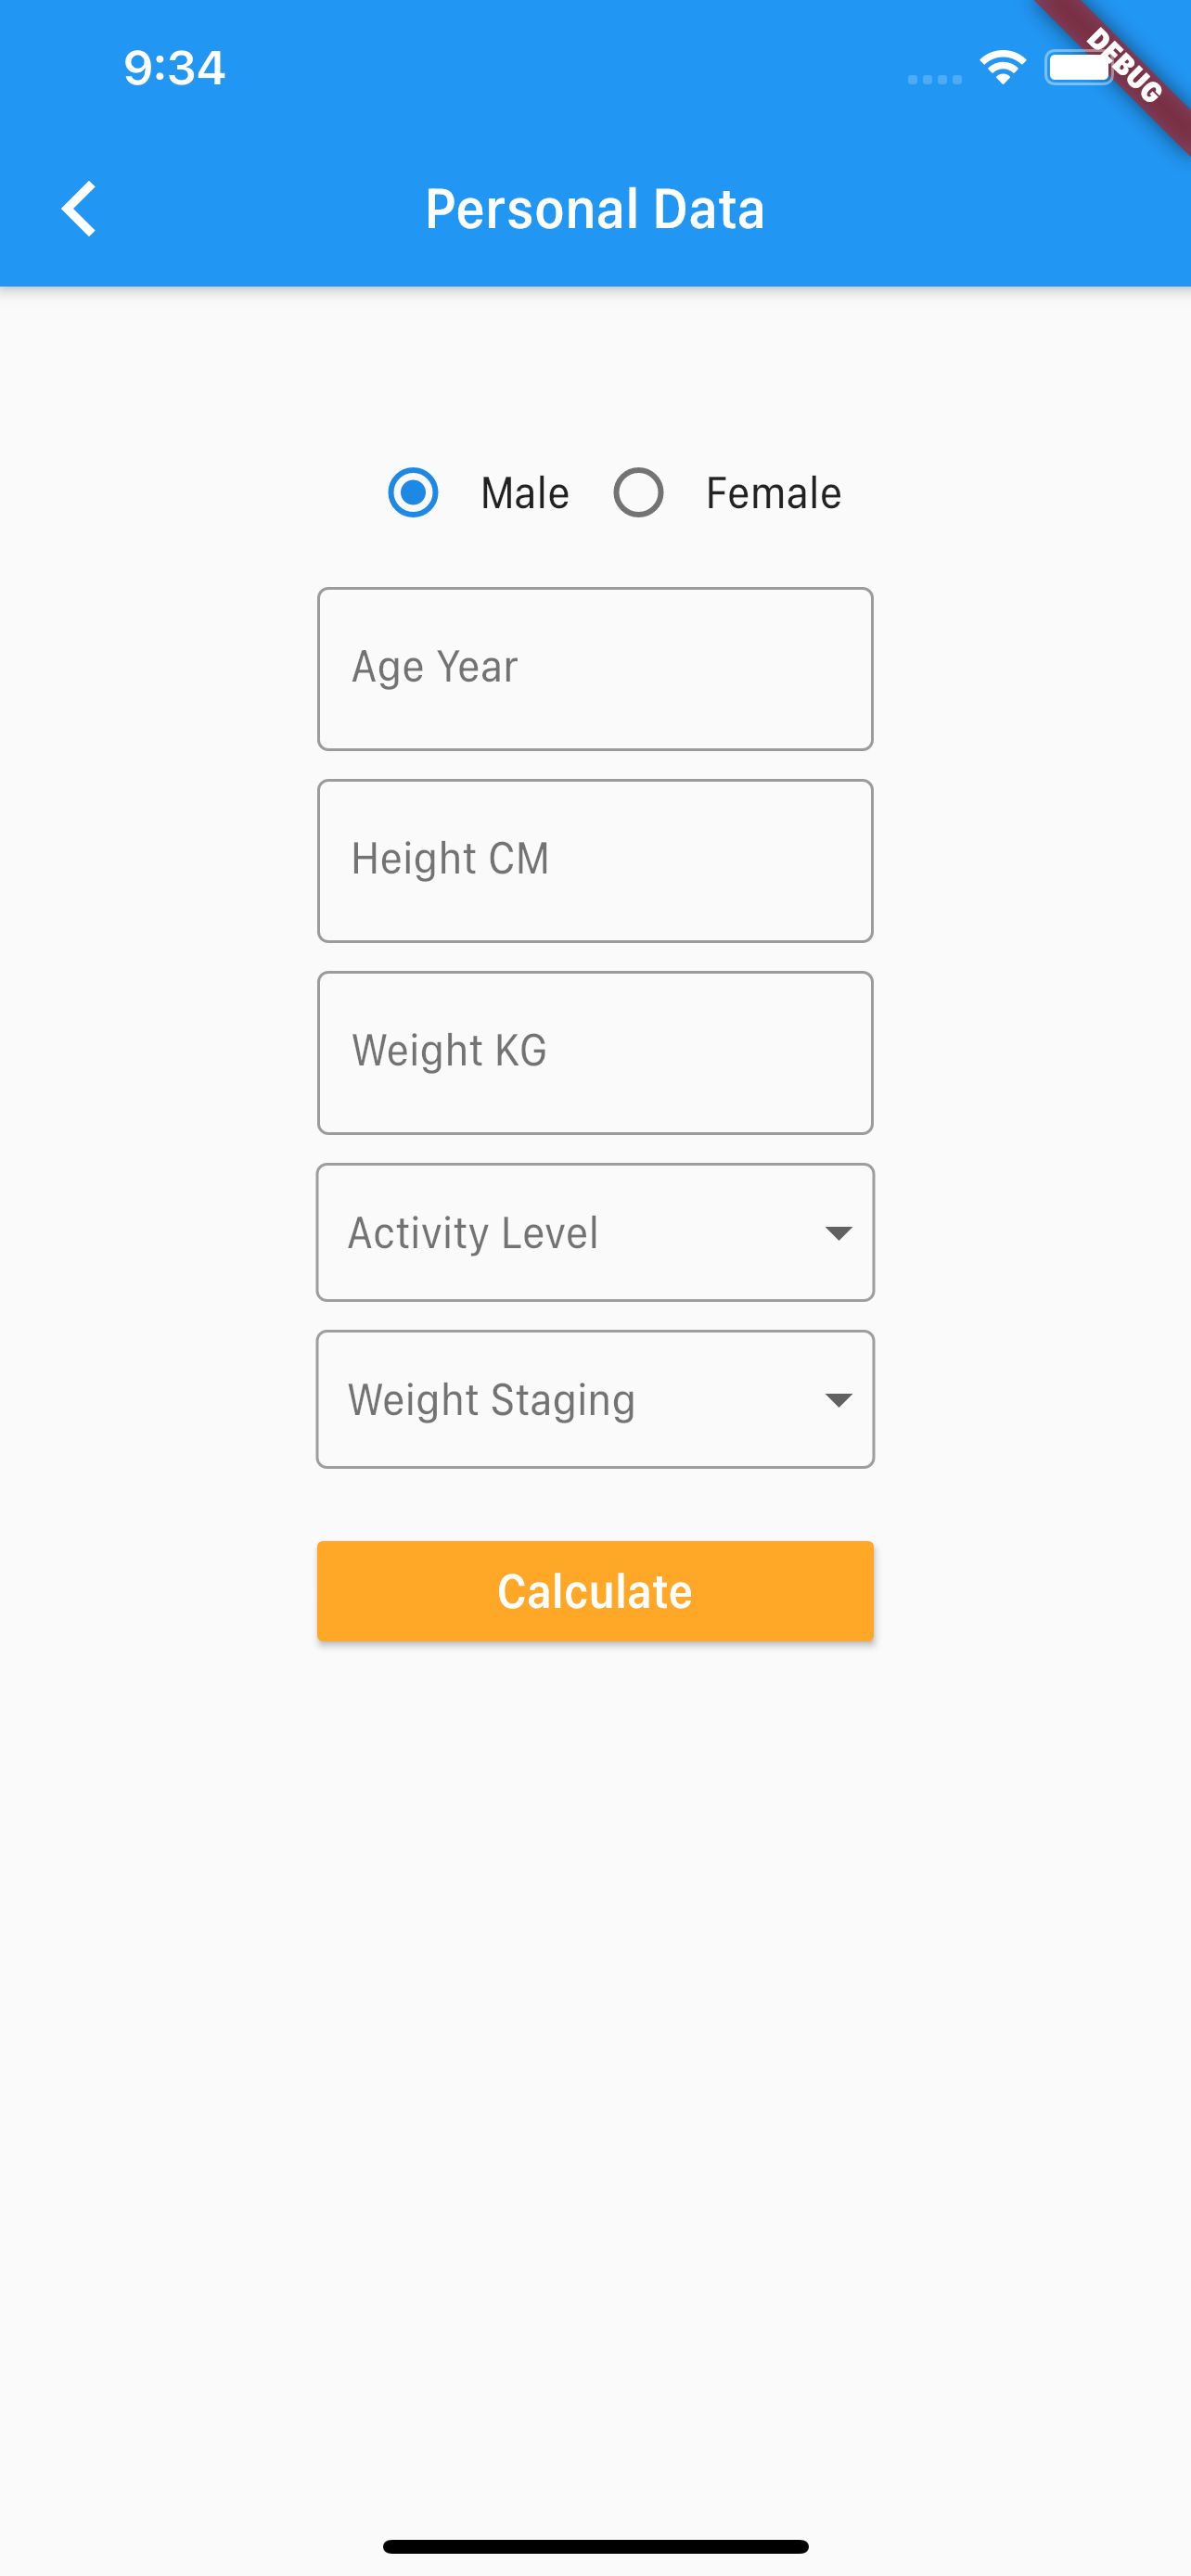 9:34
DEBUG
Personal Data
Male Female
Age Year
Height CM
Weight KG
Activity Level
Weight Staging
Calculate